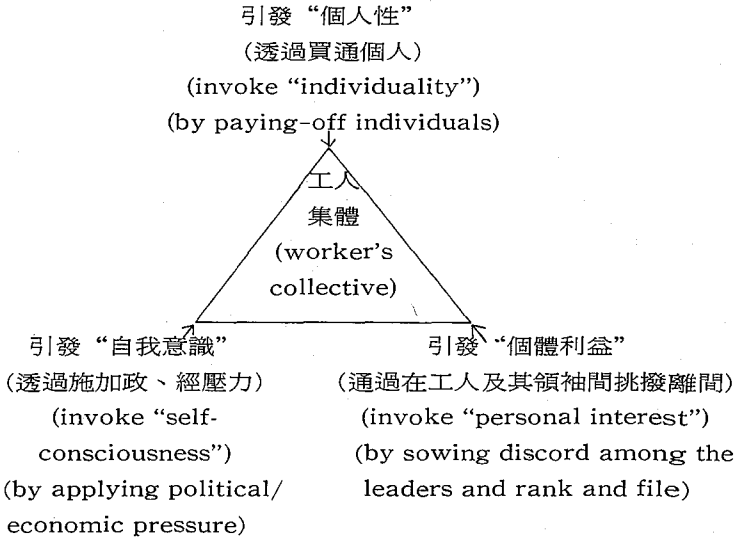 引發“個人性”
(透過買通個人)
(invoke “individuality”)
(by paying-off individuals)
工人
集體
(worker's
collective)
引發“自我意識”
(透過施加政、經壓力)
(invoke “self-
consciousness”)
(by applying political/
economic pressure)
引發“個體利益”
(通過在工人及其領袖間挑撥離間)
(invoke “personal interest”)
(by sowing discord among the
leaders and rank and file)